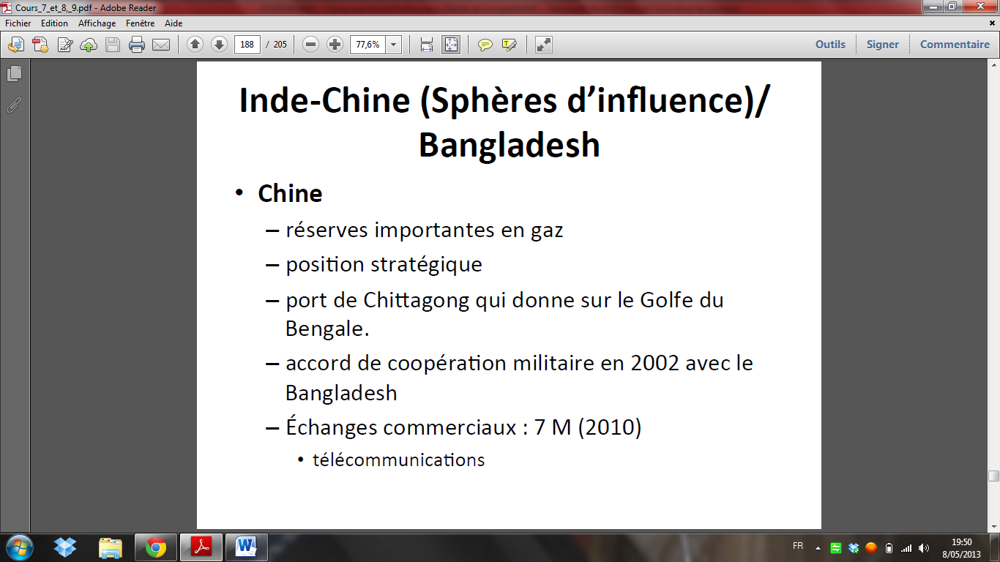 Cours_7_et_8,_9.pdf - Adobe Reader
Fichier Edition Affichage Fenêtre Aide
188 / 205 77,6% Outils Signer Commentaire
Inde-Chine (Sphères d’influence)/
Bangladesh
• Chine
– réserves importantes en gaz
– position stratégique
– port de Chittagong qui donne sur le Golfe du
Bengale.
– accord de coopération militaire en 2002 avec le
Bangladesh
– Échanges commerciaux : 7 M (2010)
• télécommunications
FR 19:50
8/05/2013